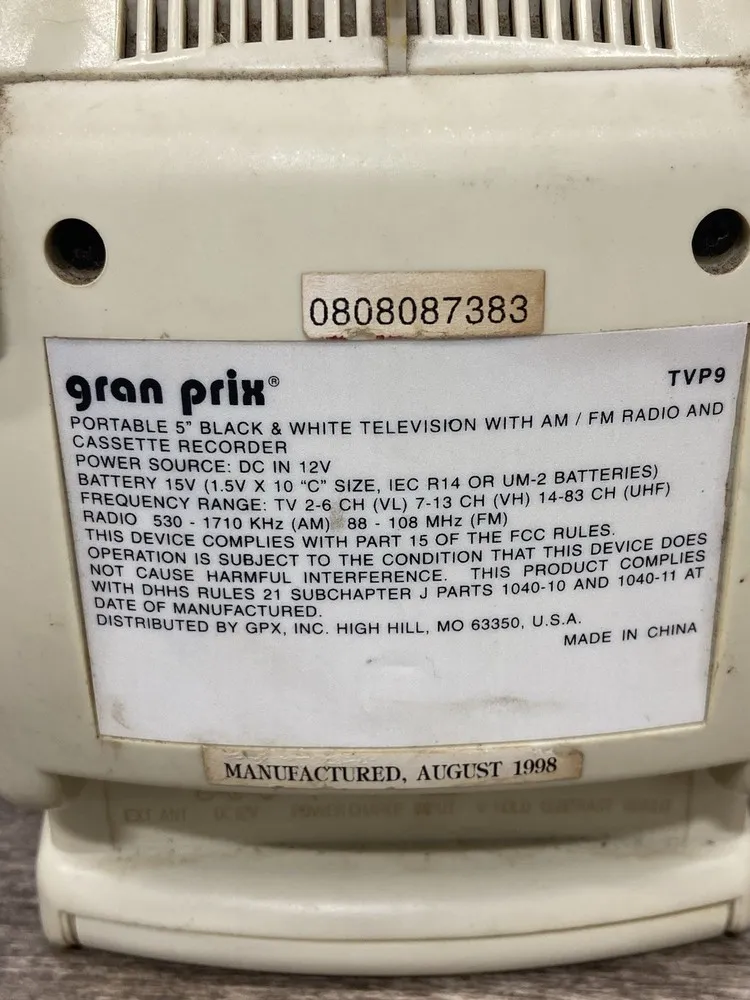 0808087383
gran prix®
TVP9
PORTABLE 5" BLACK & WHITE TELEVISION WITH AM / FM RADIO AND
CASSETTE RECORDER
POWER SOURCE: DC IN 12V
BATTERY 15V (1.5V X 10 "C" SIZE, IEC R14 OR UM-2 BATTERIES)
FREQUENCY RANGE: TV 2-6 CH (VL) 7-13 CH (VH) 14-83 CH (UHF)
RADIO 530 - 1710 KHz (AM) 88 - 108 MHz (FM)
THIS DEVICE COMPLIES WITH PART 15 OF THE FCC RULES.
OPERATION IS SUBJECT TO THE CONDITION THAT THIS DEVICE DOES
NOT CAUSE HARMFUL INTERFERENCE. THIS PRODUCT COMPLIES
WITH DHHS RULES 21 SUBCHAPTER J PARTS 1040-10 AND 1040-11 AT
DATE OF MANUFACTURED.
DISTRIBUTED BY GPX, INC. HIGH HILL, MO 63350, U.S.A.
MADE IN CHINA
MANUFACTURED, AUGUST 1998
EXT ANT DC 12V